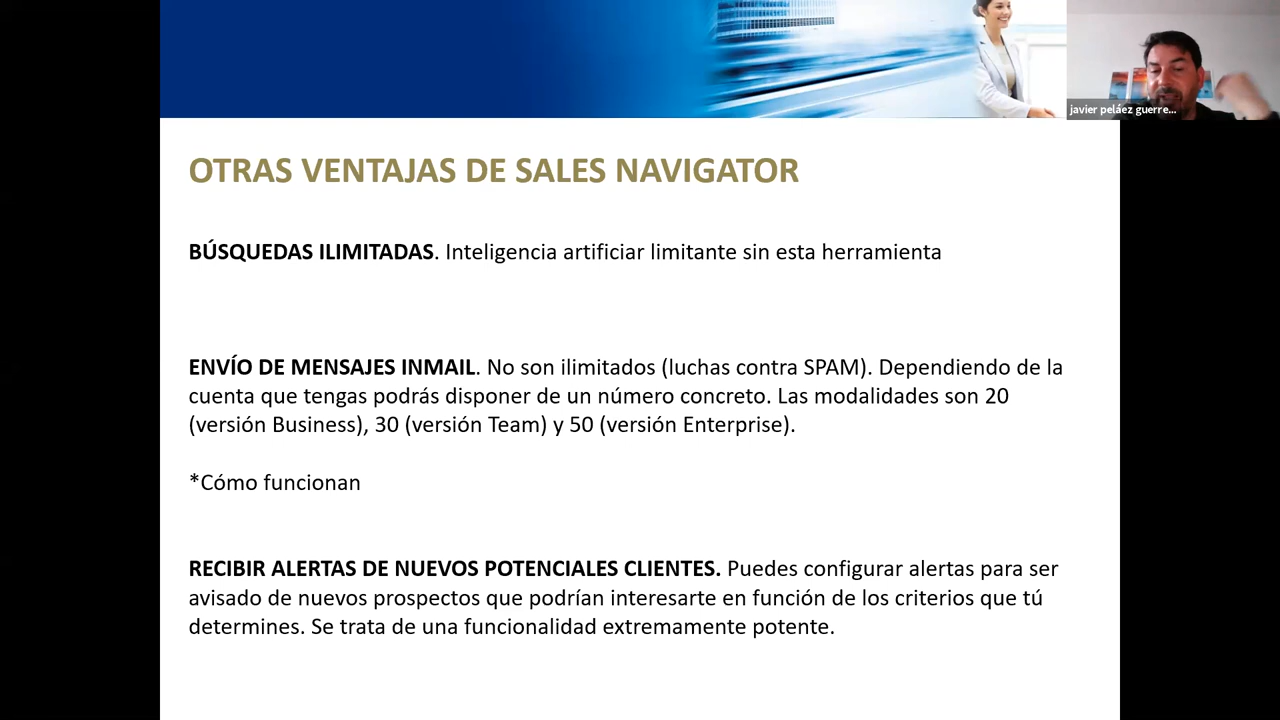 javier peláez guerre...
OTRAS VENTAJAS DE SALES NAVIGATOR
BÚSQUEDAS ILIMITADAS. Inteligencia artificiar limitante sin esta herramienta
ENVÍO DE MENSAJES INMAIL. No son ilimitados (luchas contra SPAM). Dependiendo de la
cuenta que tengas podrás disponer de un número concreto. Las modalidades son 20
(versión Business), 30 (versión Team) y 50 (versión Enterprise).
*Cómo funcionan
RECIBIR ALERTAS DE NUEVOS POTENCIALES CLIENTES. Puedes configurar alertas para ser
avisado de nuevos prospectos que podrían interesarte en función de los criterios que tú
determines. Se trata de una funcionalidad extremamente potente.